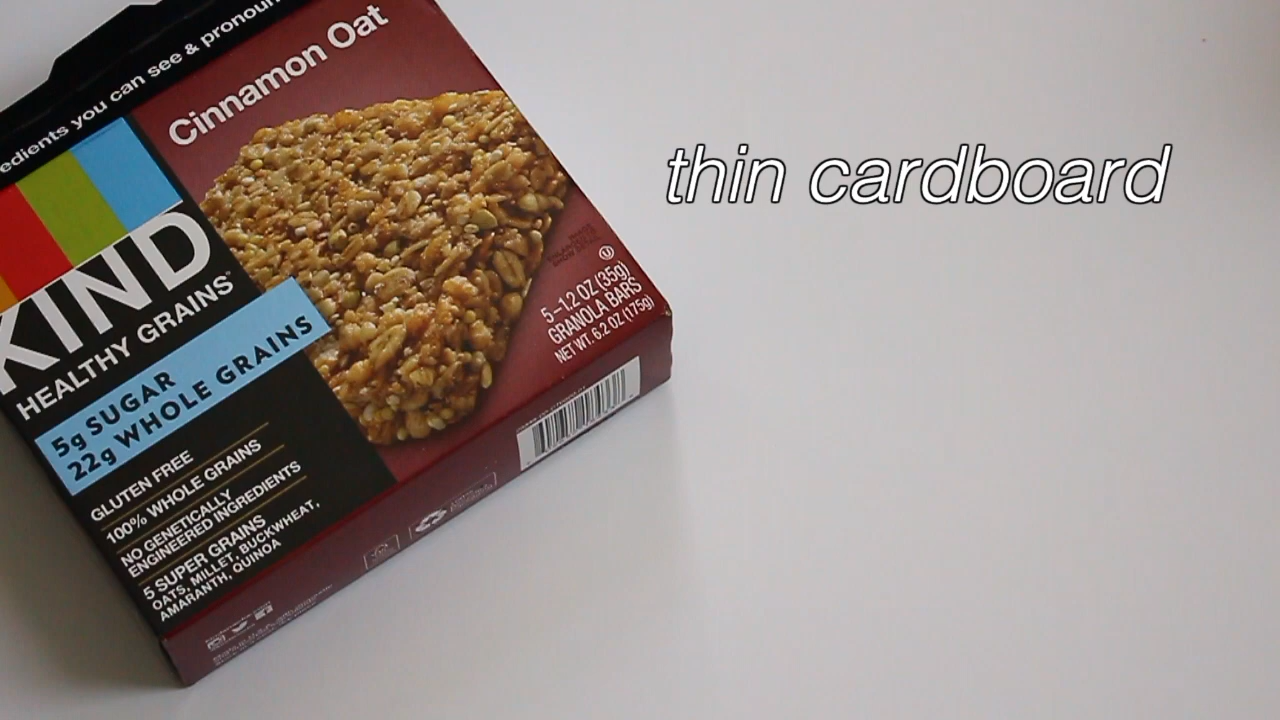 edients you can see & pronoun
Cinnamon Oat
KIND
HEALTHY GRAINS
5g SUGAR
22g WHOLE GRAINS
GLUTEN FREE
100% WHOLE GRAINS
NO GENETICALLY
ENGINEERED INGREDIENTS
5 SUPER GRAINS
OATS, MILLET, BUCKWHEAT,
AMARANTH, QUINOA
5–1.2 OZ (35g)
GRANOLA BARS
NET WT. 6.2 OZ (175g)
thin cardboard